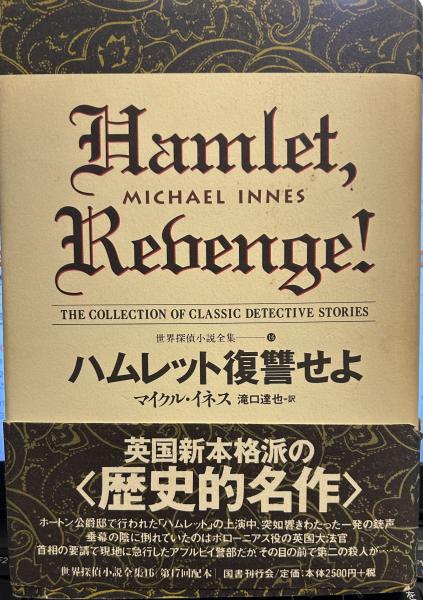 Hamlet,
MICHAEL INNES
Revenge!
THE COLLECTION OF CLASSIC DETECTIVE STORIES
世界探偵小説全集——16
ハムレット復讐せよ
マイクル・イネス 滝口達也-訳
英国新本格派の
〈歴史的名作〉
ホートン公爵邸で行われた「ハムレット」の上演中、突如響きわたった一発の銃声
垂幕の陰に倒れていたのはポローニアス役の英国大法官
首相の要請で現地に急行したアプルビイ警部だが、その目前で第二の殺人が……
世界探偵小説全集16 第17回配本 国書刊行会/定価:本体2500円+税